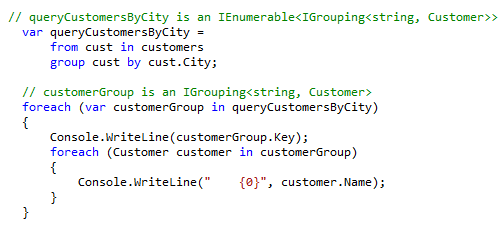 // queryCustomersByCity is an IEnumerable<IGrouping<string, Customer>>
var queryCustomersByCity =
    from cust in customers
    group cust by cust.City;

// customerGroup is an IGrouping<string, Customer>
foreach (var customerGroup in queryCustomersByCity)
{
    Console.WriteLine(customerGroup.Key);
    foreach (Customer customer in customerGroup)
    {
        Console.WriteLine("    {0}", customer.Name);
    }
}